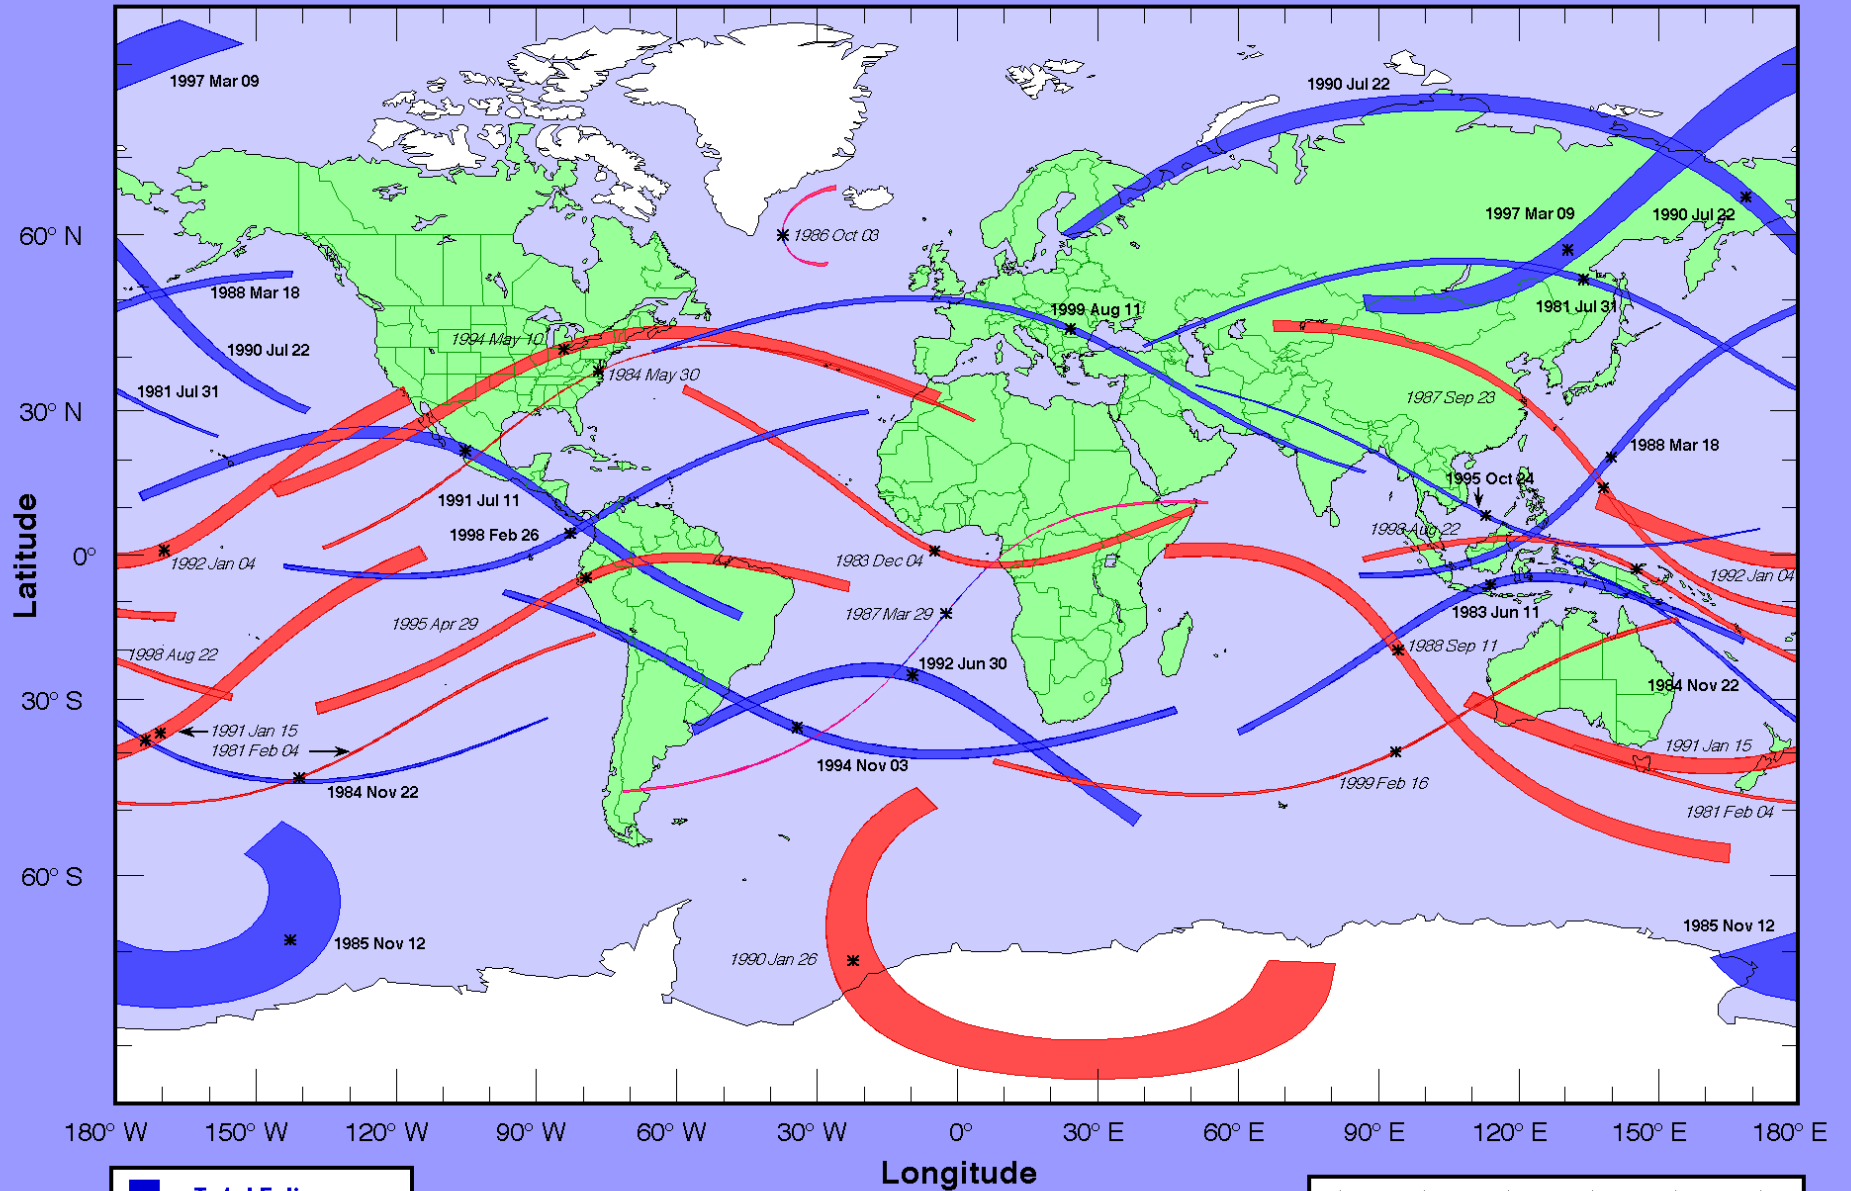 1997 Mar 09
1990 Jul 22
1997 Mar 09
1990 Jul 22
60° N
1986 Oct 03
1988 Mar 18
1981 Jul 31
1999 Aug 11
1994 May 10
1990 Jul 22
1984 May 30
1981 Jul 31
1987 Sep 23
30° N
1988 Mar 18
1995 Oct 24
1991 Jul 11
1998 Feb 26
1998 Aug 22
0°
1992 Jan 04
1983 Dec 04
1992 Jan 04
Latitude
1987 Mar 29
1983 Jun 11
1995 Apr 29
1988 Sep 11
1998 Aug 22
1992 Jun 30
1984 Nov 22
30° S
1991 Jan 15
1981 Feb 04
1991 Jan 15
1994 Nov 03
1999 Feb 16
1984 Nov 22
1981 Feb 04
60° S
1985 Nov 12
1985 Nov 12
1990 Jan 26
180° W 150° W 120° W 90° W 60° W 30° W 0° 30° E 60° E 90° E 120° E 150° E 180° E
Longitude